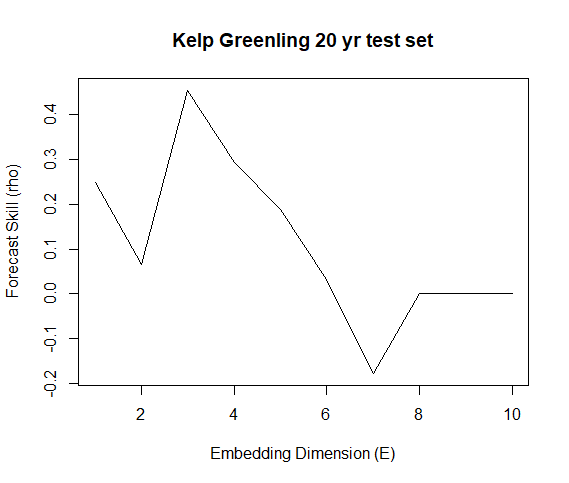 Kelp Greenling 20 yr test set
Forecast Skill (rho)
0.4
0.3
0.2
0.1
0.0
-0.1
-0.2
2 4 6 8 10
Embedding Dimension (E)